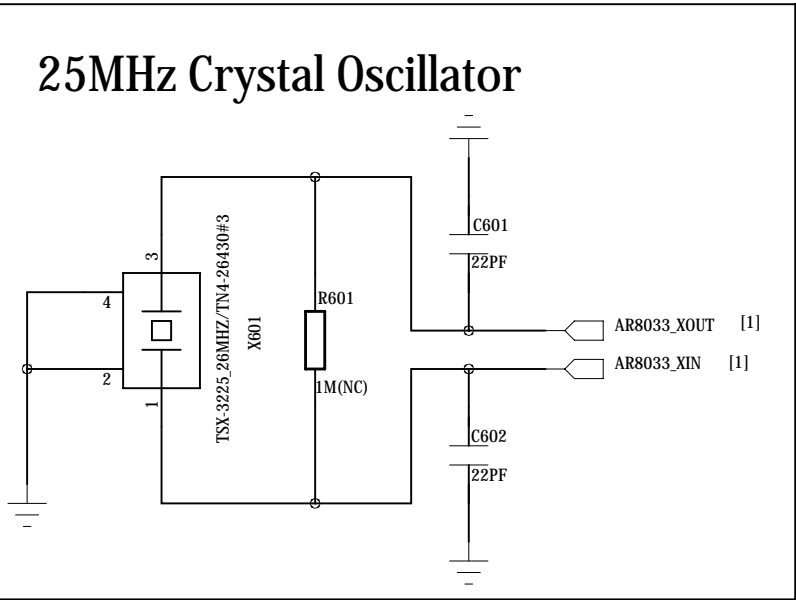 25MHz Crystal Oscillator
C601
22PF
3
TSX-3225_26MHZ/TN4-26430#3
X601
4
R601
AR8033_XOUT [1]
AR8033_XIN [1]
2
1M(NC)
1
C602
22PF